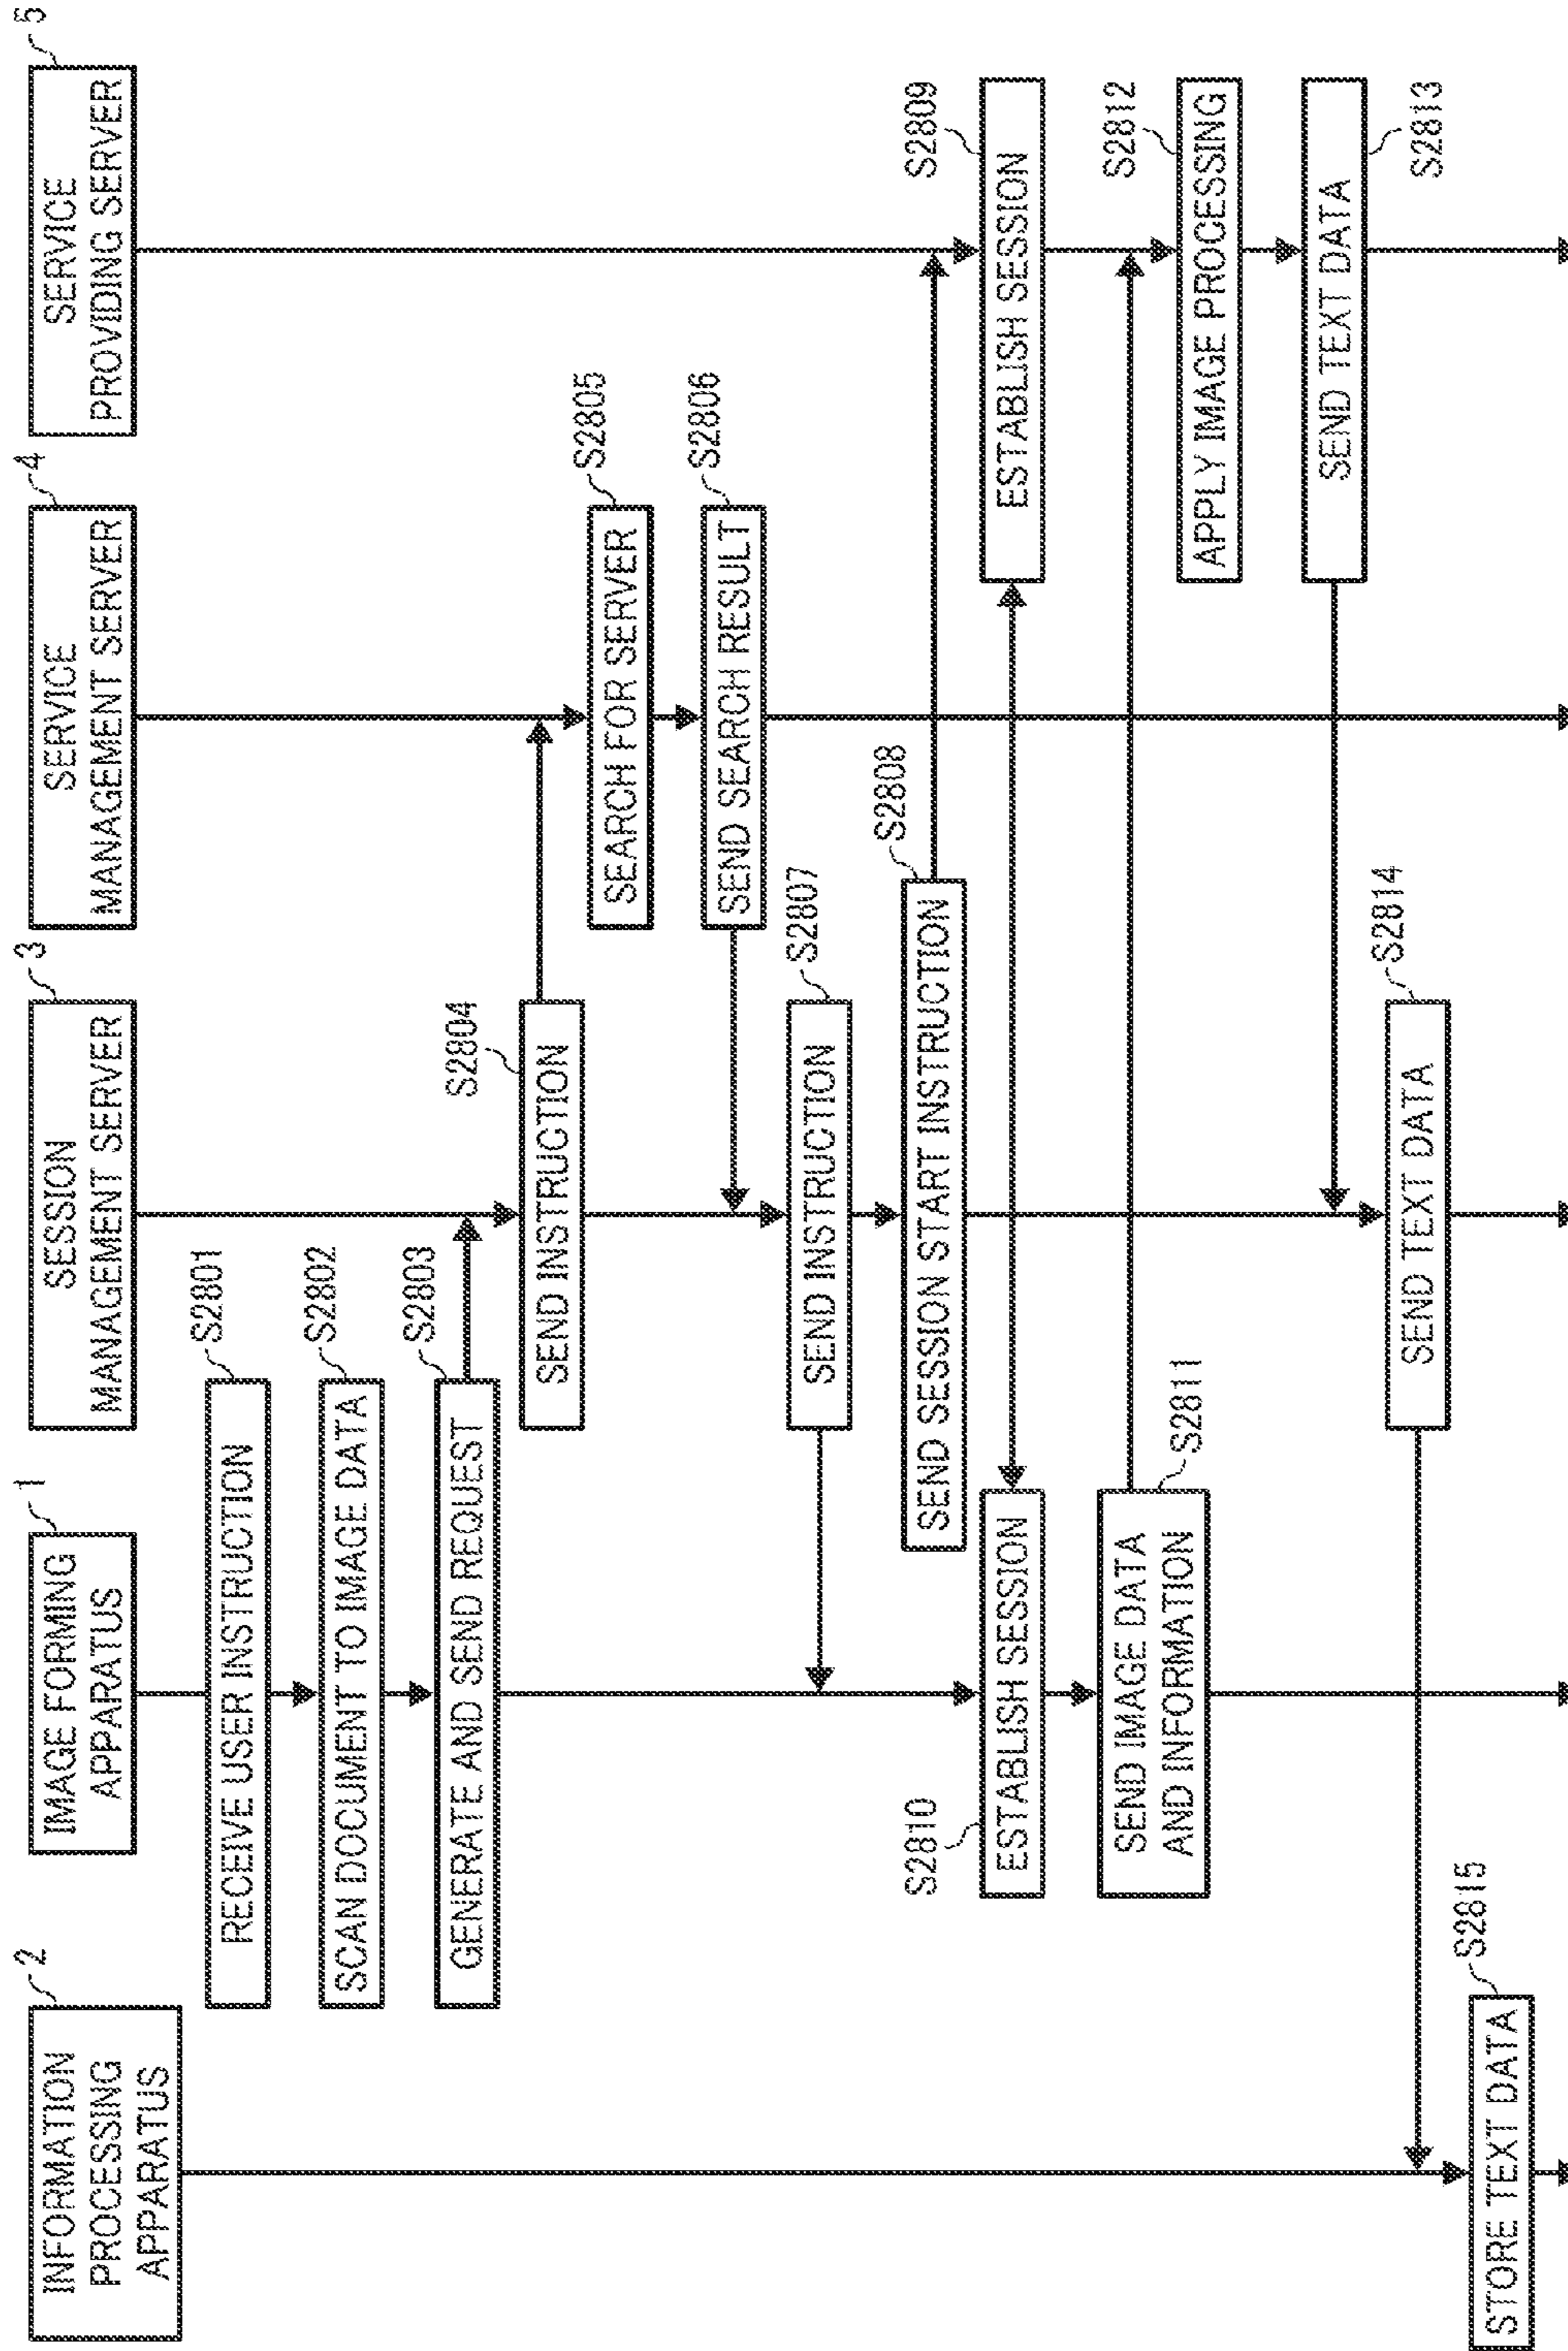 2
INFORMATION
PROCESSING
APPARATUS
1
IMAGE FORMING
APPARATUS
3
SESSION
MANAGEMENT SERVER
4
SERVICE
MANAGEMENT SERVER
5
SERVICE
PROVIDING SERVER
S2801
RECEIVE USER INSTRUCTION
S2802
SCAN DOCUMENT TO IMAGE DATA
S2803
GENERATE AND SEND REQUEST
S2804
SEND INSTRUCTION
S2805
SEARCH FOR SERVER
S2806
SEND SEARCH RESULT
S2807
SEND INSTRUCTION
S2808
SEND SESSION START INSTRUCTION
S2809
ESTABLISH SESSION
S2810
ESTABLISH SESSION
S2811
SEND IMAGE DATA
AND INFORMATION
S2812
APPLY IMAGE PROCESSING
S2813
SEND TEXT DATA
S2814
SEND TEXT DATA
S2815
STORE TEXT DATA